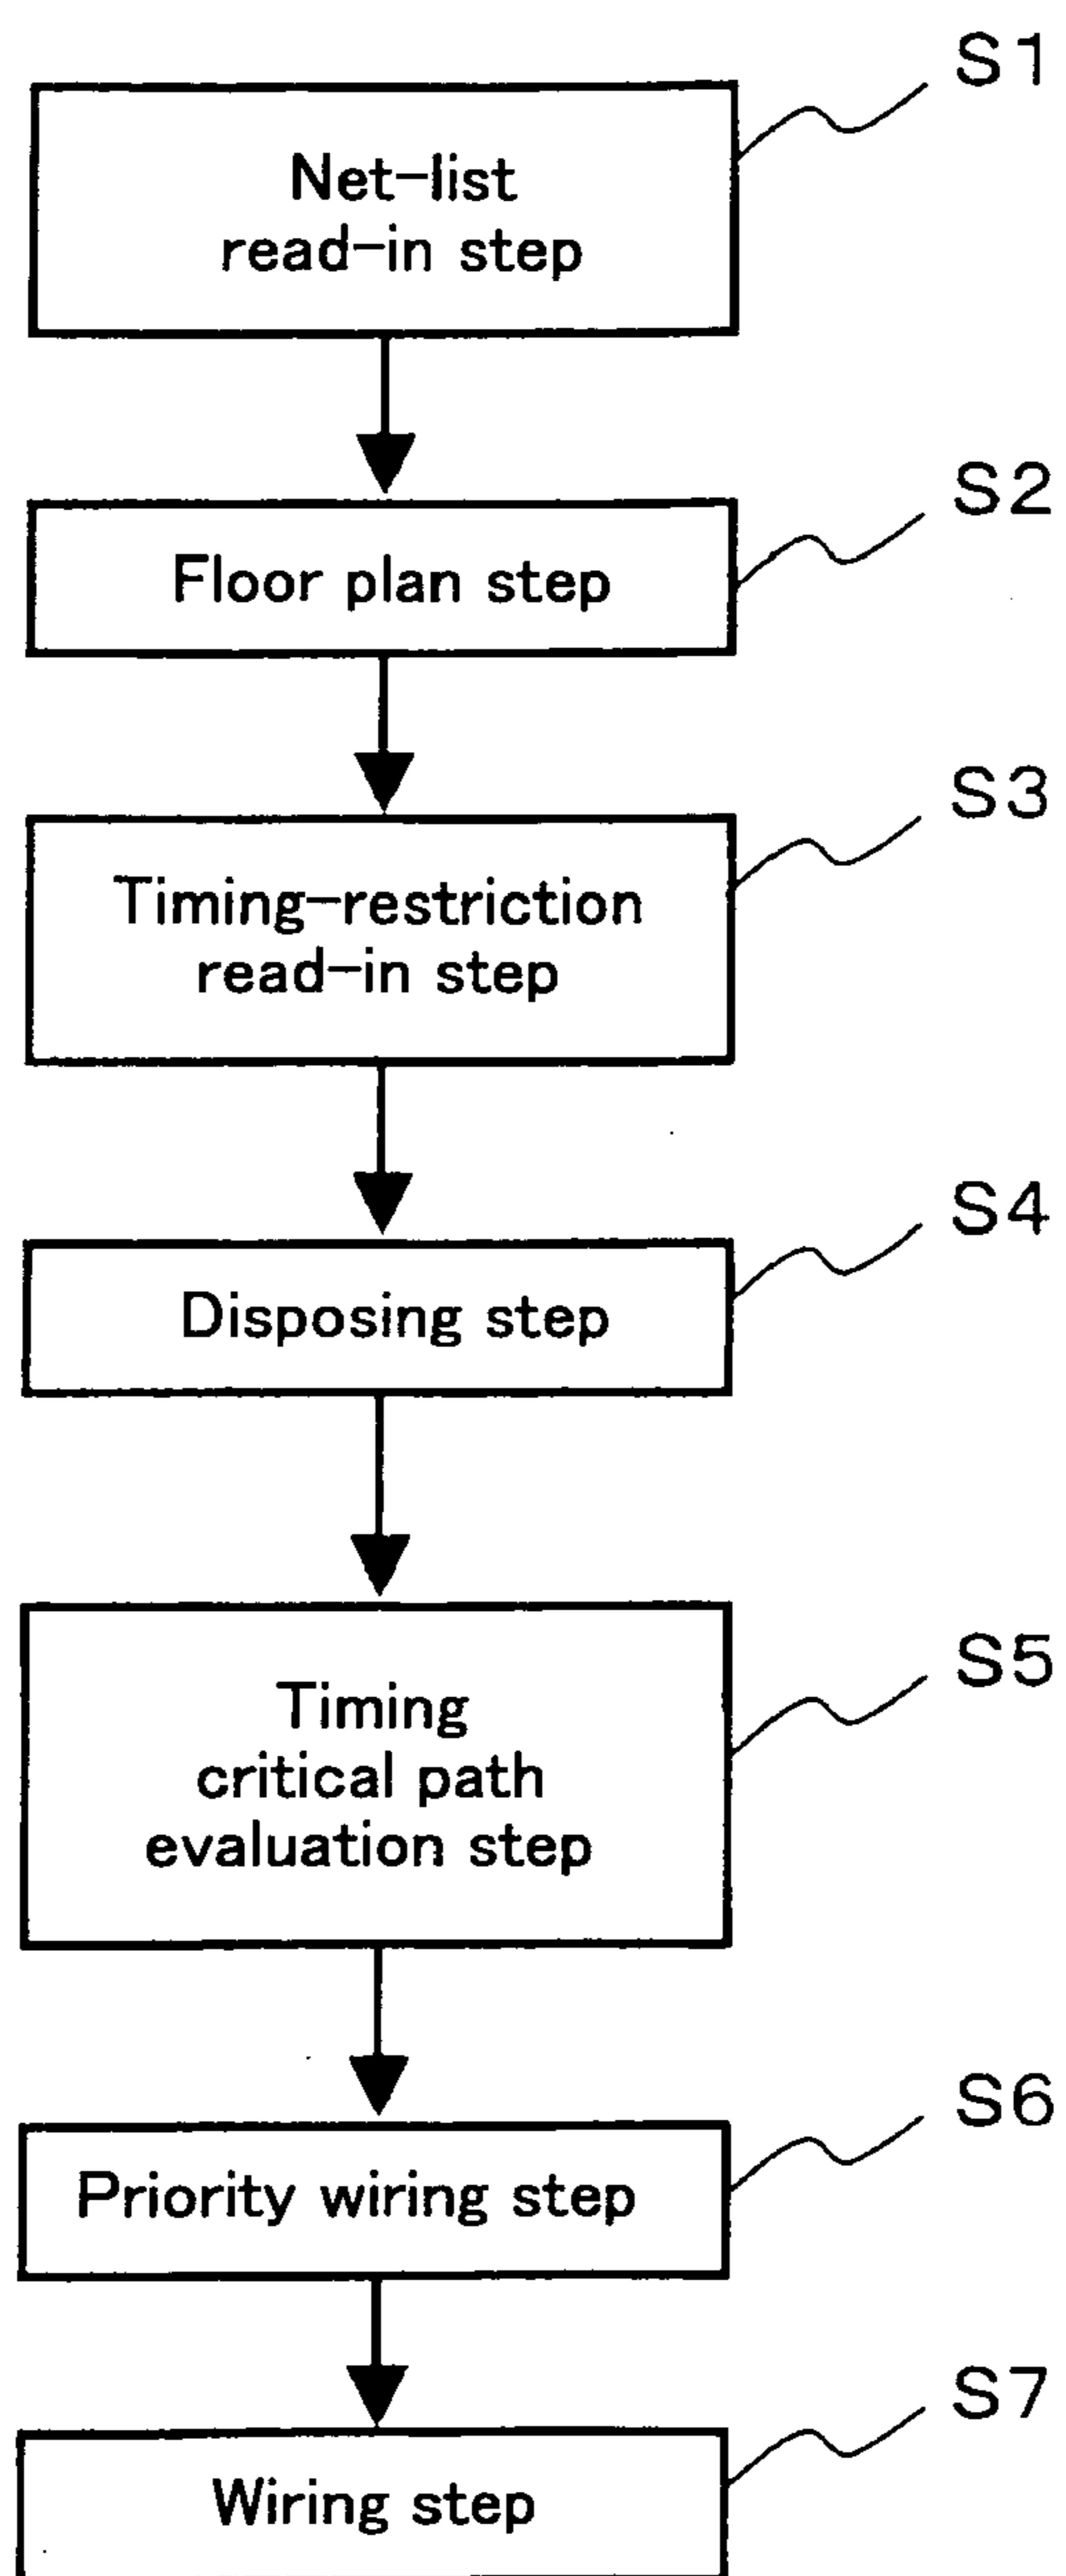 S1
Net-list
read-in step
S2
Floor plan step
S3
Timing-restriction
read-in step
S4
Disposing step
S5
Timing
critical path
evaluation step
S6
Priority wiring step
S7
Wiring step